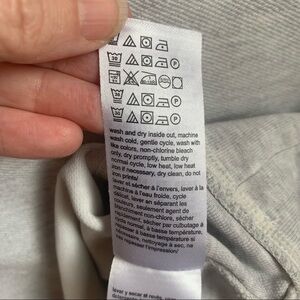 wash and dry inside out, machine
wash cold, gentle cycle, wash with
like colors, non-chlorine bleach
only, dry promptly, tumble dry
normal cycle, low heat, low heat
iron if necessary, dry clean, do not
iron prints/
laver et sécher à l'envers, laver à la
machine à l'eau froide, cycle
délicat, laver en séparant les
couleurs, seulement agent de
blanchiment sans chlore, sécher
rapidement, sécher par culbutage à
cycle normal, à basse température,
repasser à basse température
nettoyage à sec, ne
pas repasser l'impression/
lavar y secar al revés, lavar